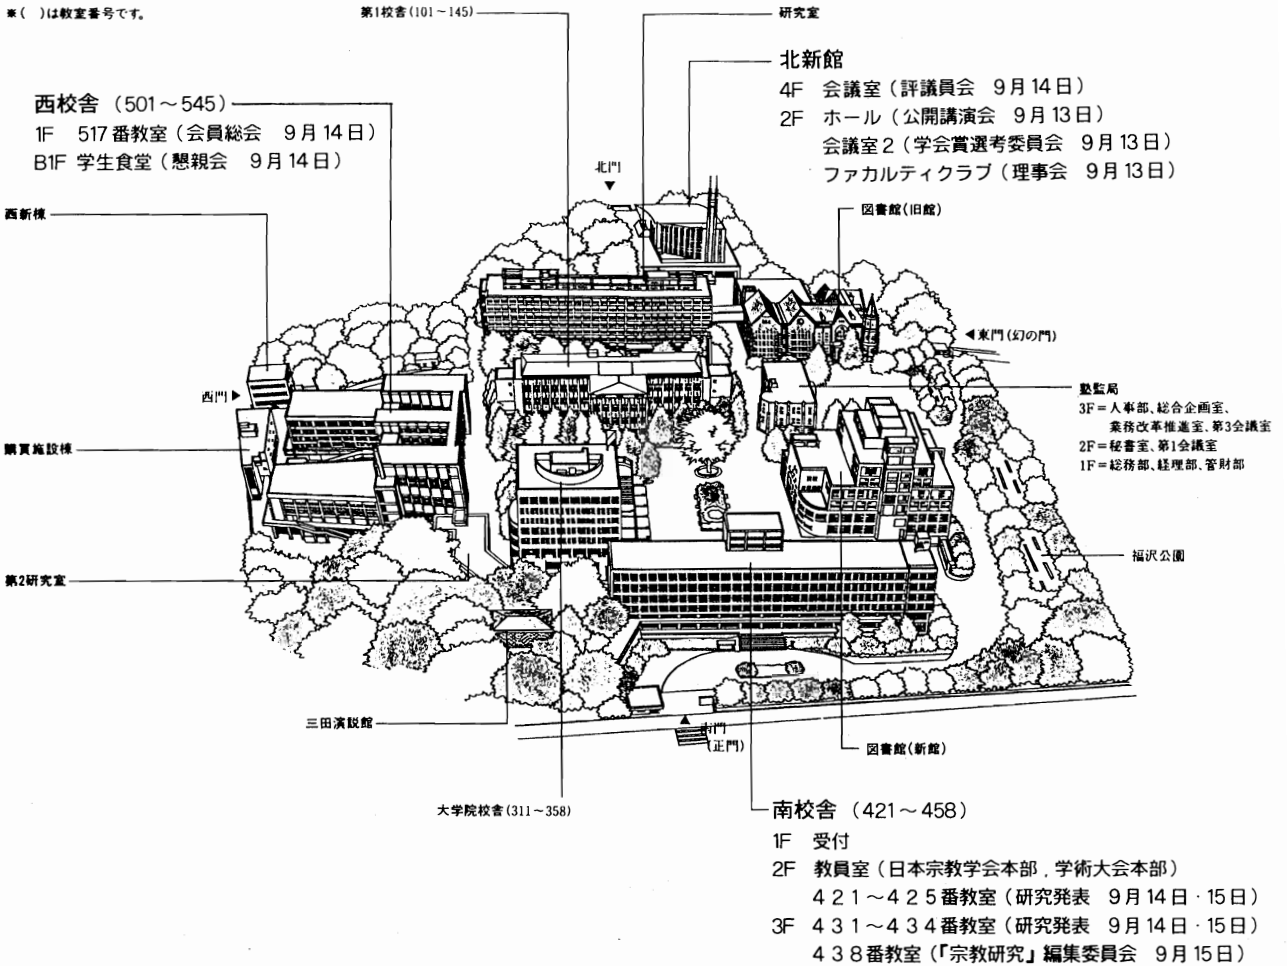 ※( )は教室番号です。
第1校舎(101～145)
研究室
北新館
4F 会議室(評議員会 9月14日)
2F ホール(公開講演会 9月13日)
会議室2(学会賞選考委員会 9月13日)
ファカルティクラブ(理事会 9月13日)
西校舎 (501～545)
1F 517番教室(会員総会 9月14日)
B1F 学生食堂(懇親会 9月14日)
北門
西新棟
図書館(旧館)
東門(幻の門)
西門
塾監局
3F=人事部、総合企画室、
業務改革推進室、第3会議室
2F=秘書室、第1会議室
1F=総務部、経理部、管財部
購買施設棟
福沢公園
第2研究室
三田演説館
南門
(正門)
図書館(新館)
大学院校舎(311～358)
南校舎 (421～458)
1F 受付
2F 教員室(日本宗教学会本部,学術大会本部)
421～425番教室(研究発表 9月14日・15日)
3F 431～434番教室(研究発表 9月14日・15日)
438番教室(『宗教研究』編集委員会 9月15日)